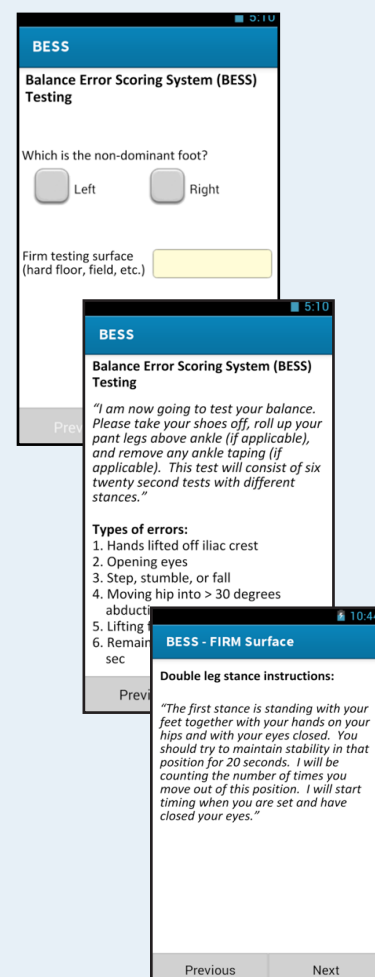 5:10
BESS
Balance Error Scoring System (BESS)
Testing
Which is the non-dominant foot?
Left Right
Firm testing surface
(hard floor, field, etc.)
Prev
5:10
BESS
Balance Error Scoring System (BESS)
Testing
“I am now going to test your balance.
Please take your shoes off, roll up your
pant legs above ankle (if applicable),
and remove any ankle taping (if
applicable). This test will consist of six
twenty second tests with different
stances.”
Types of errors:
1. Hands lifted off iliac crest
2. Opening eyes
3. Step, stumble, or fall
4. Moving hip into > 30 degrees
abducti
5. Lifting
6. Remain
sec
Previ
10:44
BESS - FIRM Surface
Double leg stance instructions:
“The first stance is standing with your
feet together with your hands on your
hips and with your eyes closed. You
should try to maintain stability in that
position for 20 seconds. I will be
counting the number of times you
move out of this position. I will start
timing when you are set and have
closed your eyes.”
Previous Next